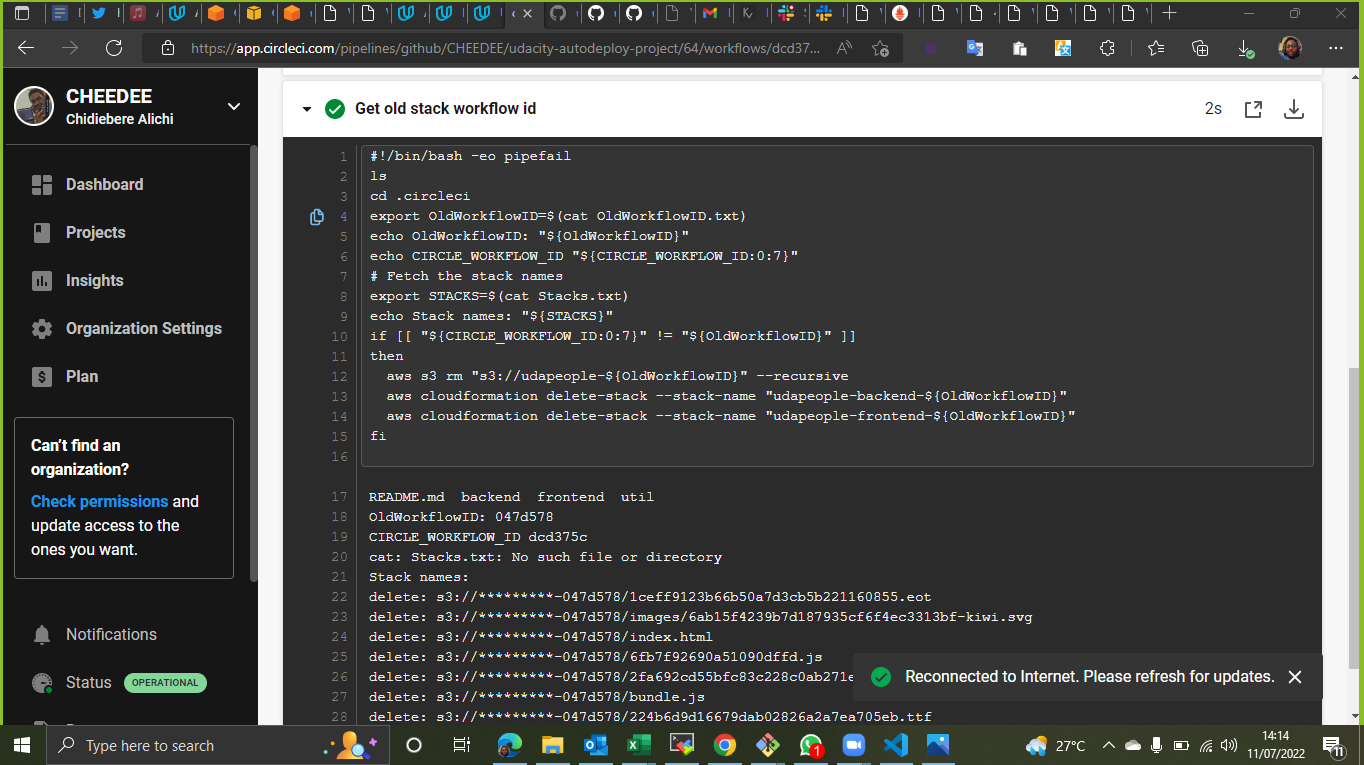 https://app.circleci.com/pipelines/github/CHEEDEE/udacity-autodeploy-project/64/workflows/dcd37...
CHEEDEE
Chidiebere Alichi
Dashboard
Projects
Insights
Organization Settings
Plan
Can't find an
organization?
Check permissions and
update access to the
ones you want.
Notifications
Status OPERATIONAL
Get old stack workflow id 2s
1 #!/bin/bash -eo pipefail
2 ls
3 cd .circleci
4 export OldWorkflowID=$(cat OldWorkflowID.txt)
5 echo OldWorkflowID: "${OldWorkflowID}"
6 echo CIRCLE_WORKFLOW_ID "${CIRCLE_WORKFLOW_ID:0:7}"
7 # Fetch the stack names
8 export STACKS=$(cat Stacks.txt)
9 echo Stack names: "${STACKS}"
10 if [[ "${CIRCLE_WORKFLOW_ID:0:7}" != "${OldWorkflowID}" ]]
11 then
12 aws s3 rm "s3://udapeople-${OldWorkflowID}" --recursive
13 aws cloudformation delete-stack --stack-name "udapeople-backend-${OldWorkflowID}"
14 aws cloudformation delete-stack --stack-name "udapeople-frontend-${OldWorkflowID}"
15 fi
16
17 README.md backend frontend util
18 OldWorkflowID: 047d578
19 CIRCLE_WORKFLOW_ID dcd375c
20 cat: Stacks.txt: No such file or directory
21 Stack names:
22 delete: s3://*********-047d578/1ceff9123b66b50a7d3cb5b221160855.eot
23 delete: s3://*********-047d578/images/6ab15f4239b7d187935cf6f4ec3313bf-kiwi.svg
24 delete: s3://*********-047d578/index.html
25 delete: s3://*********-047d578/6fb7f92690a51090dffd.js
26 delete: s3://*********-047d578/2fa692cd55bfc83c228c0ab271e
27 delete: s3://*********-047d578/bundle.js
28 delete: s3://*********-047d578/224b6d9d16679dab02826a2a7ea705eb.ttf
Reconnected to Internet. Please refresh for updates.
Type here to search
1
27°C
14:14
11/07/2022
11